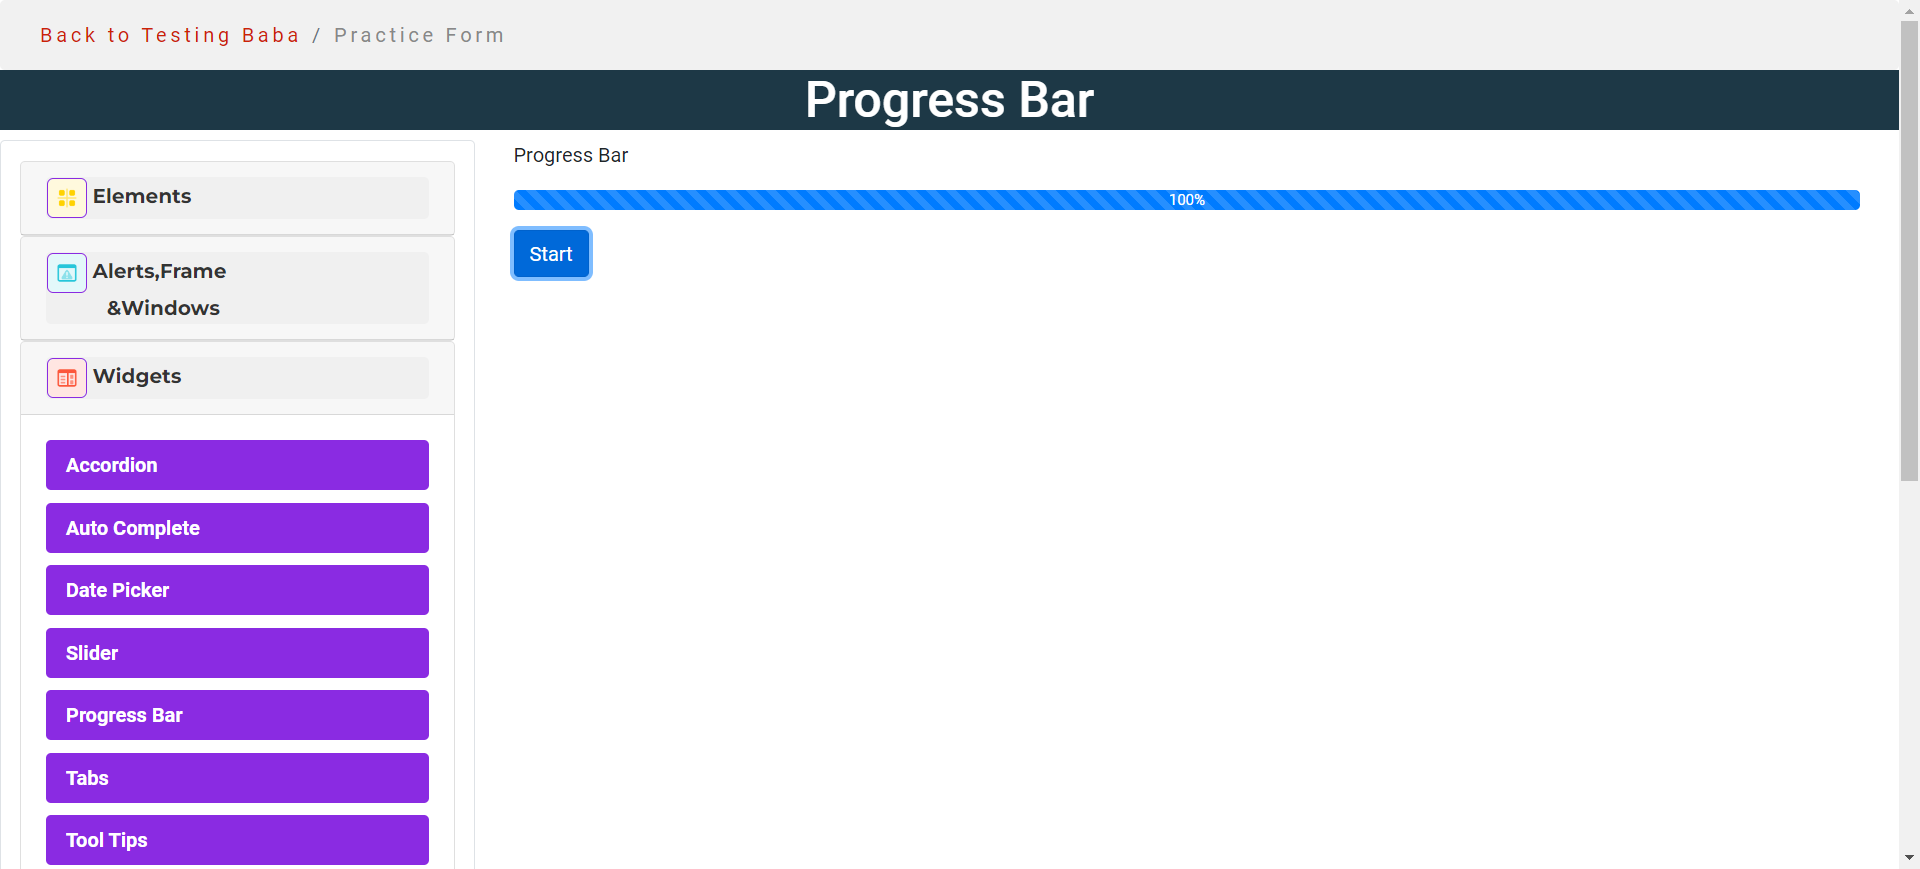 Back to Testing Baba / Practice Form
Progress Bar
Elements
Alerts,Frame
&Windows
Widgets
Accordion
Auto Complete
Date Picker
Slider
Progress Bar
Tabs
Tool Tips
Progress Bar
100%
Start